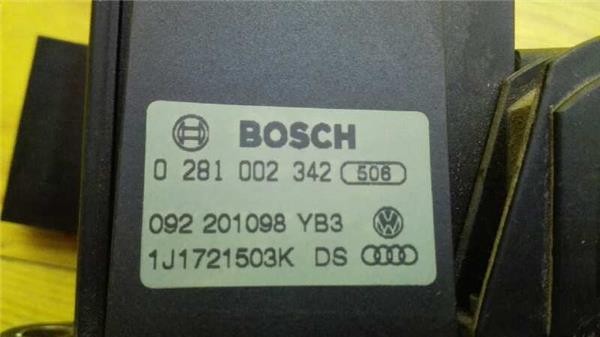 BOSCH
0 281 002 342 506
092 201098 YB3
1J1721503K DS